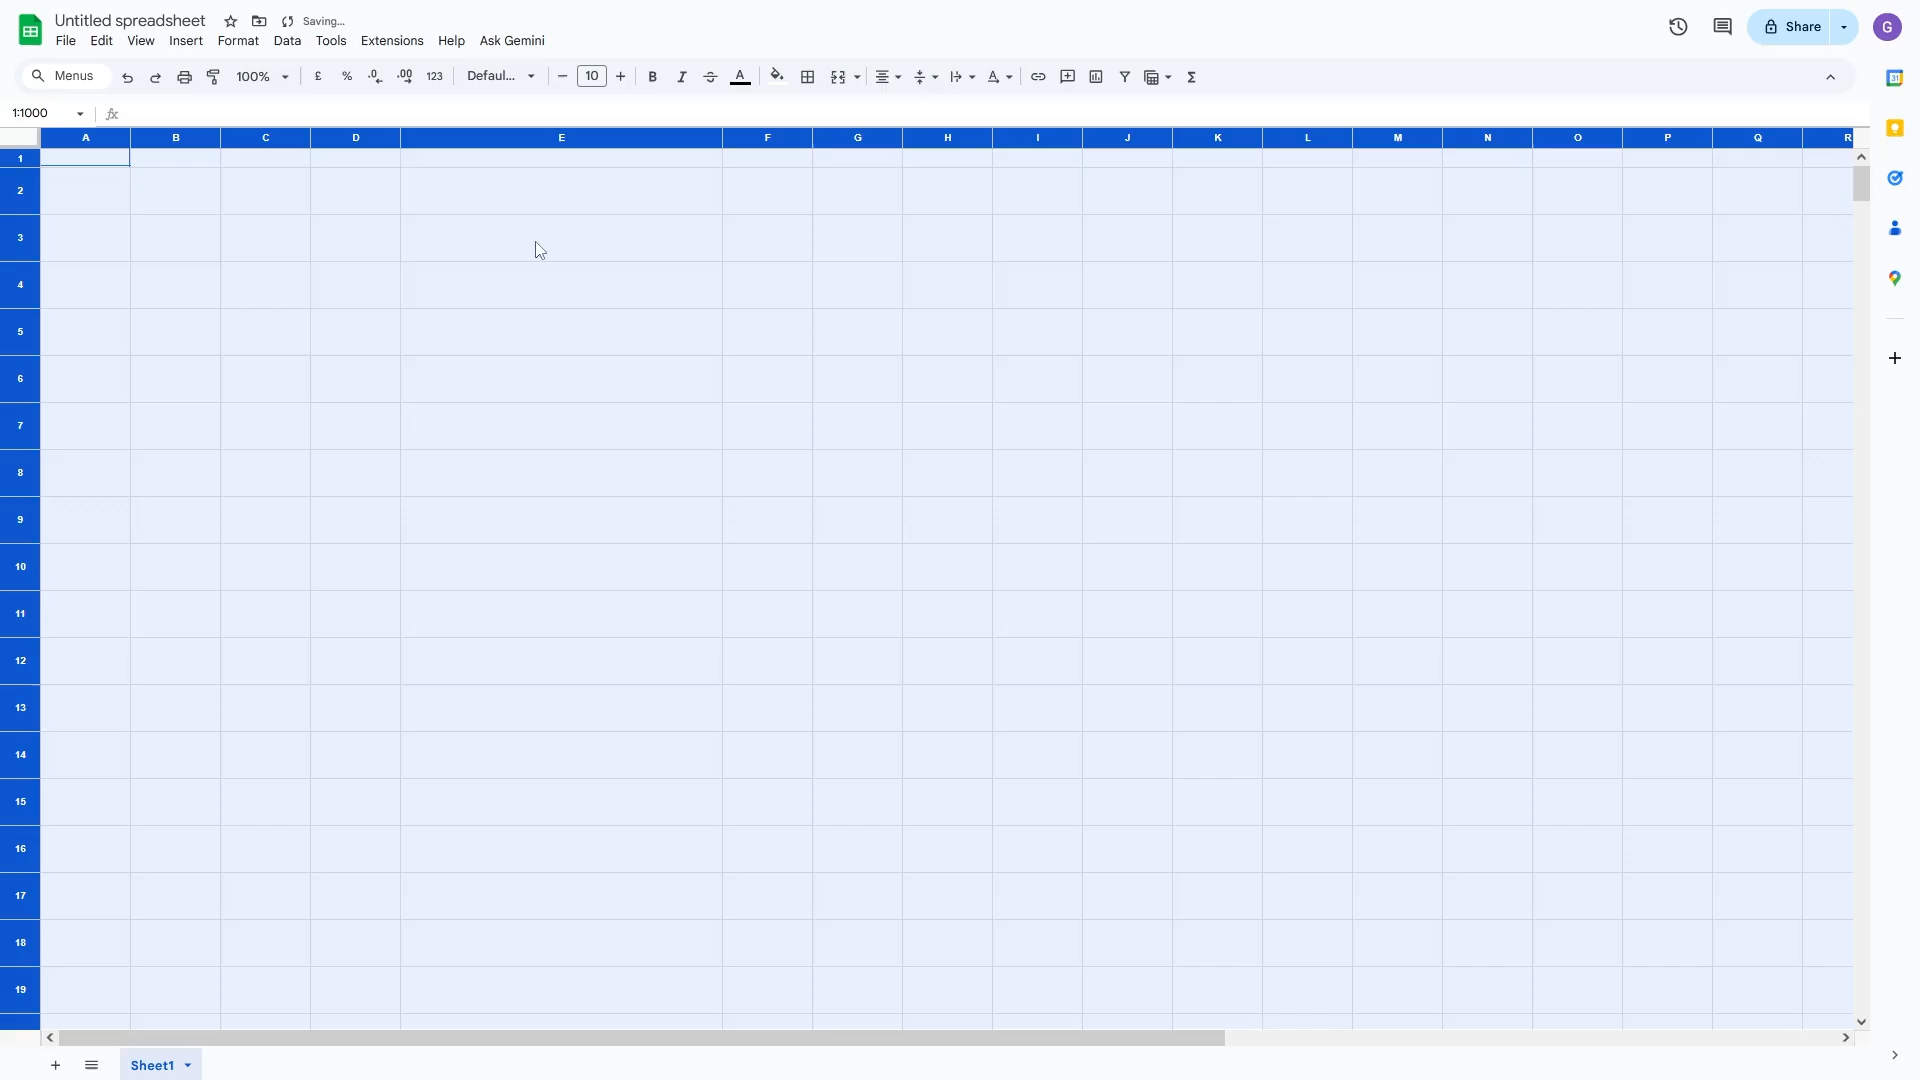 Untitled spreadsheet Saving...
File Edit View Insert Format Data Tools Extensions Help Ask Gemini
Share G
Menus 100% £ % .0 .00 123 Defaul... 10 B I A A Σ
31
1:1000 fx
A B C D E F G H I J K L M N O P Q R
1
2
3
4
5
6
7
8
9
10
11
12
13
14
15
16
17
18
19
Sheet1